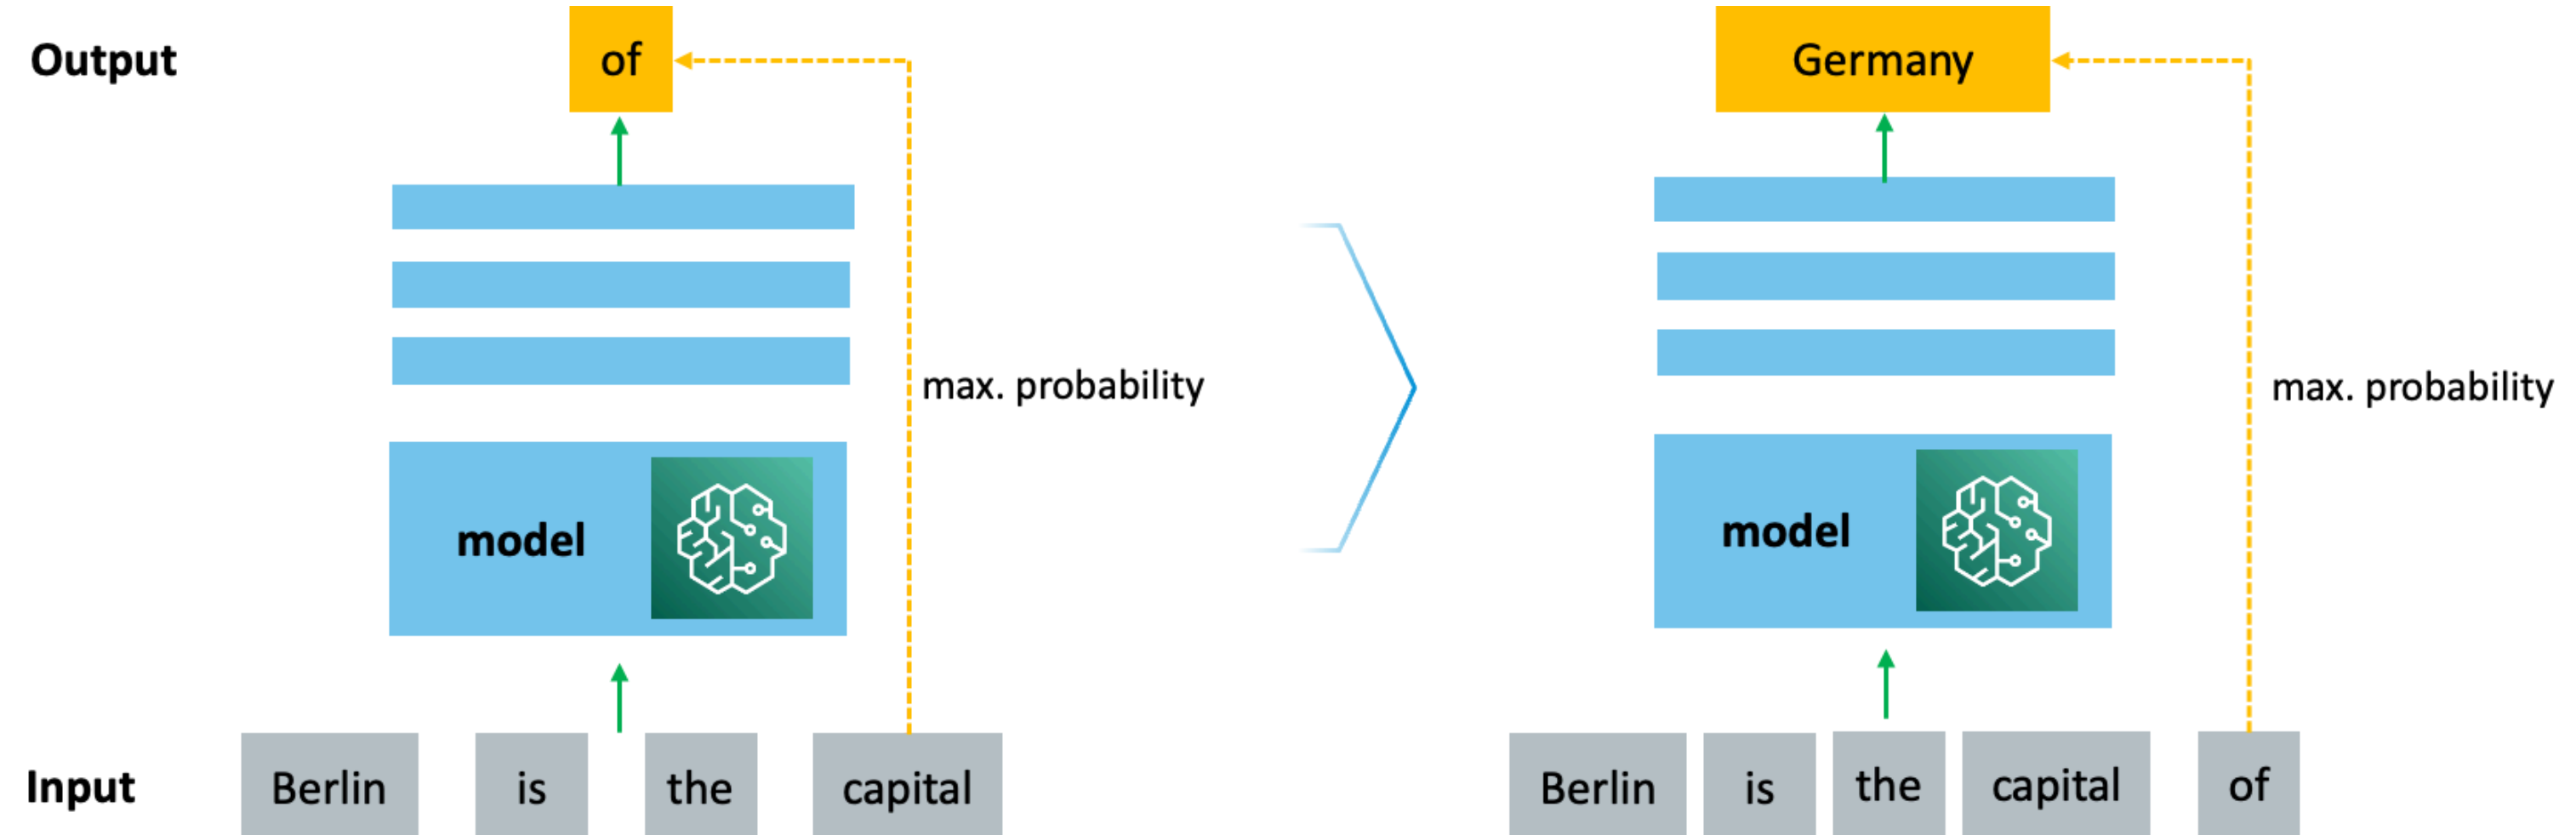 Output
of
Germany
max. probability
max. probability
model
model
Input
Berlin is the capital
Berlin is the capital of